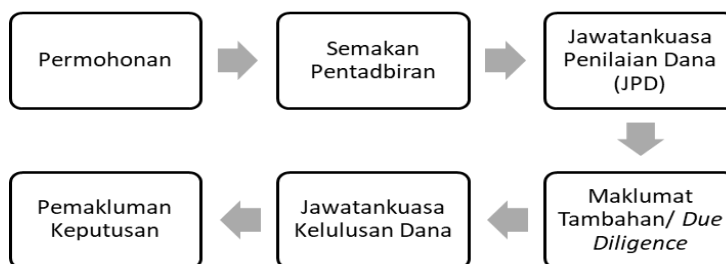 Permohonan
Semakan
Pentadbiran
Jawatankuasa
Penilaian Dana
(JPD)
Maklumat
Tambahan/ Due
Diligence
Jawatankuasa
Kelulusan Dana
Pemakluman
Keputusan